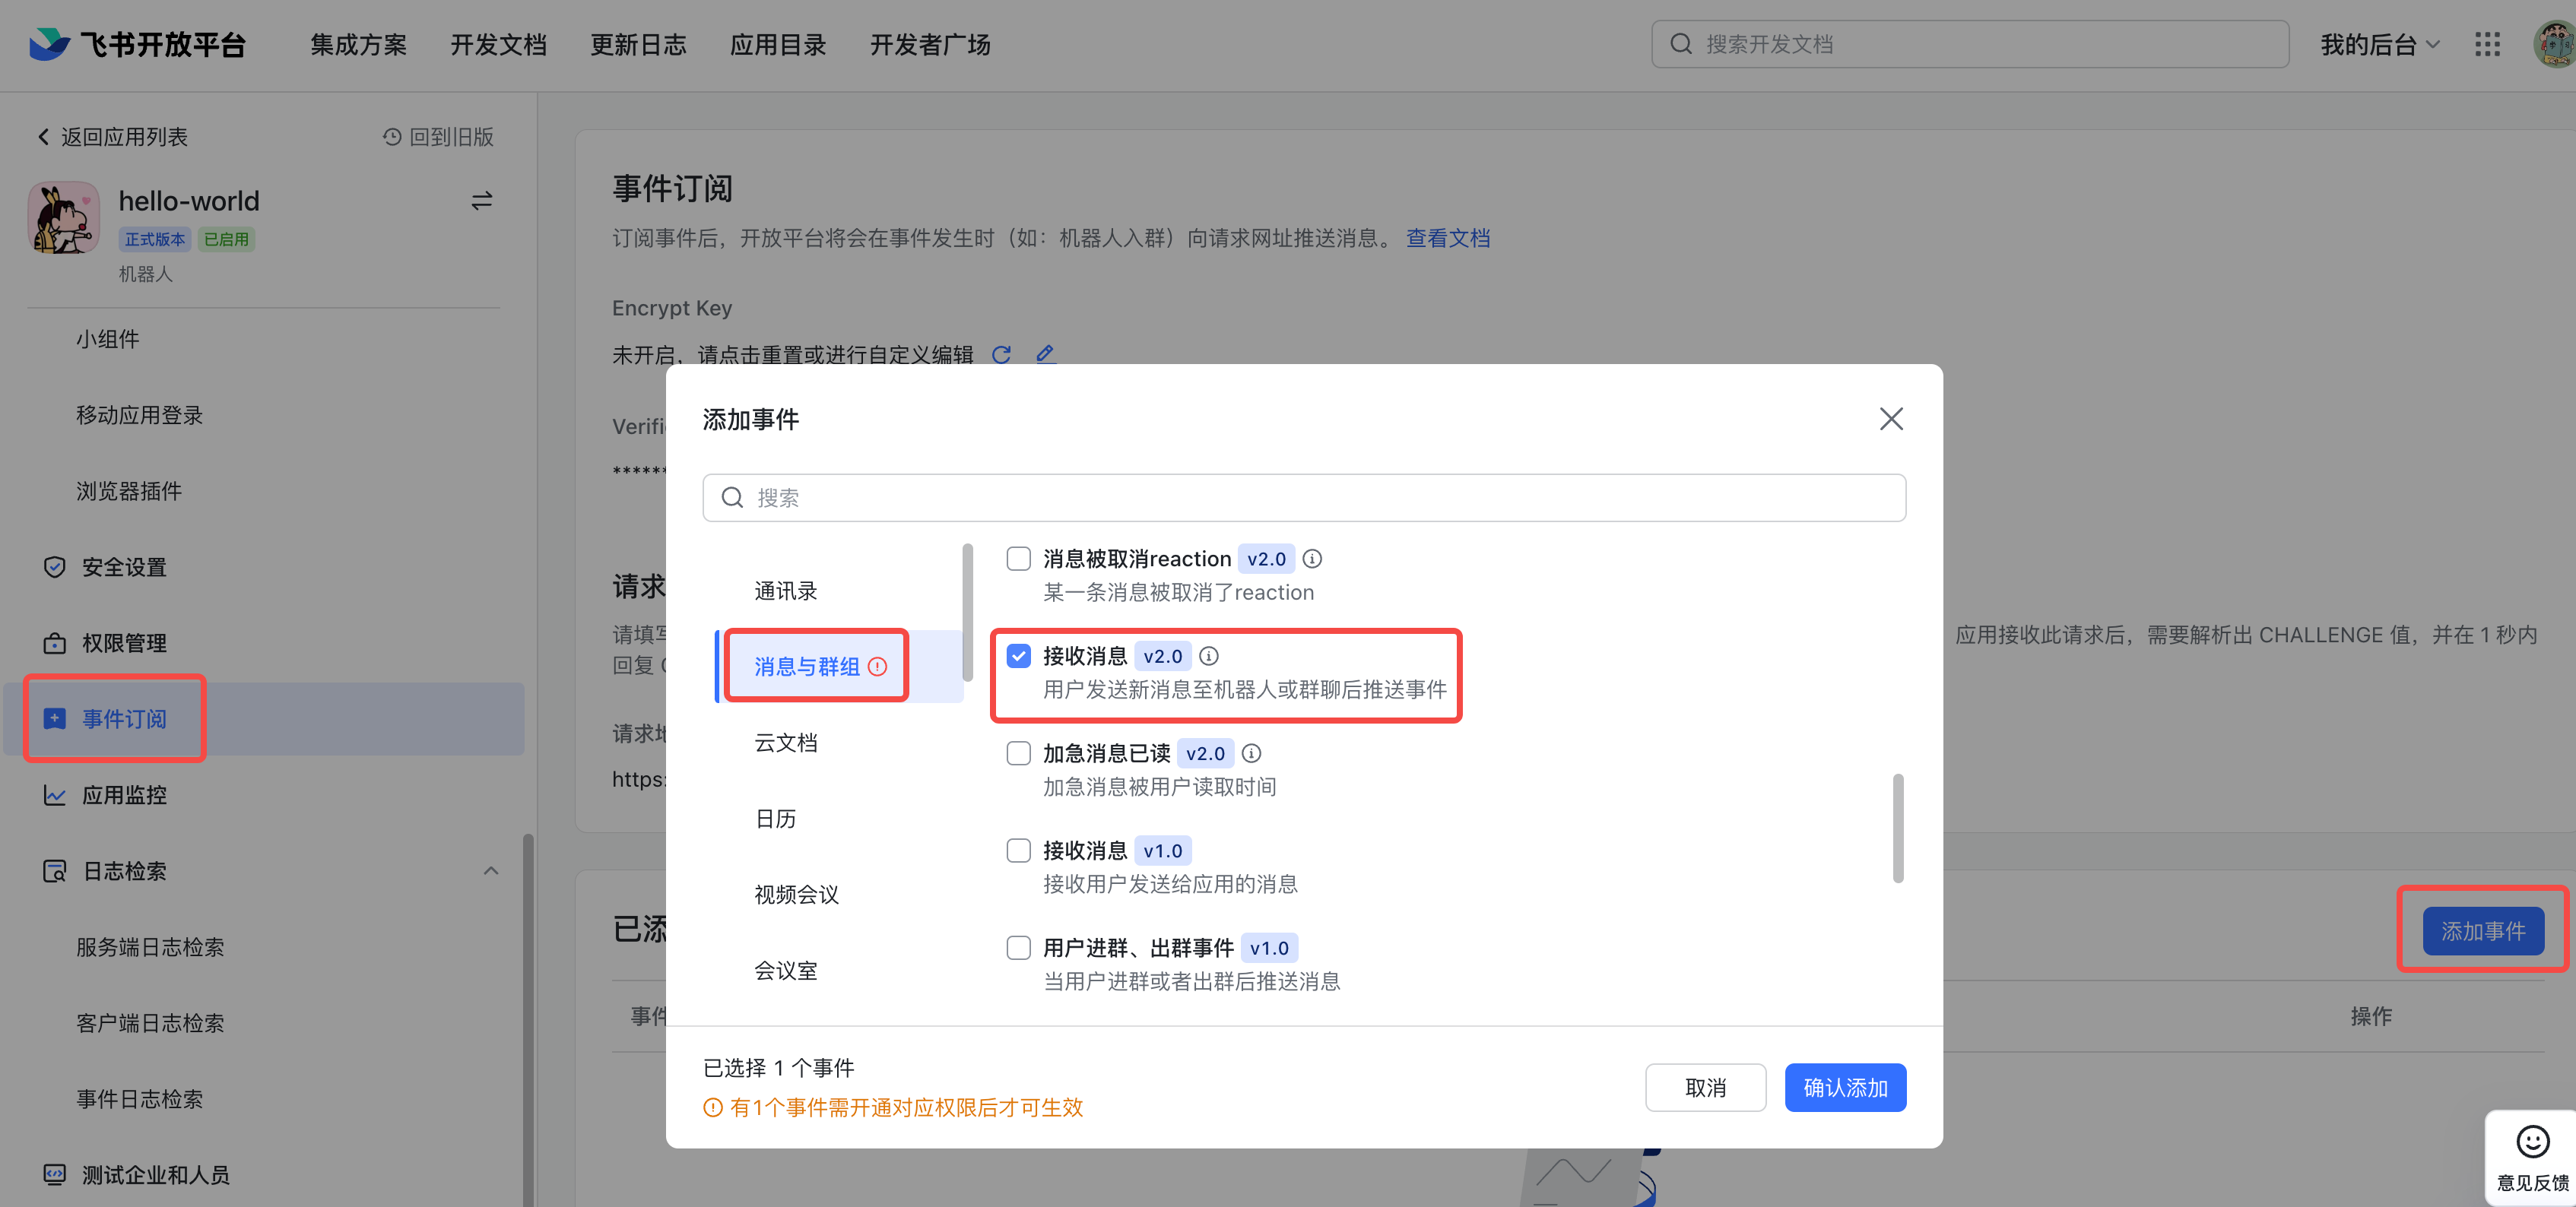 飞书开放平台
集成方案
开发文档
更新日志
应用目录
开发者广场
搜索开发文档
我的后台
返回应用列表
回到旧版
hello-world
正式版本
已启用
机器人
小组件
移动应用登录
浏览器插件
安全设置
权限管理
事件订阅
应用监控
日志检索
服务端日志检索
客户端日志检索
事件日志检索
测试企业和人员
事件订阅
订阅事件后，开放平台将会在事件发生时（如：机器人入群）向请求网址推送消息。 查看文档
Encrypt Key
未开启，请点击重置或进行自定义编辑
Verifi
******
请求
请填写
应用接收此请求后，需要解析出 CHALLENGE 值，并在 1 秒内
回复
请求地
https:
已添
添加事件
事件
操作
添加事件
搜索
通讯录
消息与群组
云文档
日历
视频会议
会议室
消息被取消reaction v2.0
某一条消息被取消了reaction
接收消息 v2.0
用户发送新消息至机器人或群聊后推送事件
加急消息已读 v2.0
加急消息被用户读取时间
接收消息 v1.0
接收用户发送给应用的消息
用户进群、出群事件 v1.0
当用户进群或者出群后推送消息
已选择 1 个事件
有1个事件需开通对应权限后才可生效
取消
确认添加
意见反馈